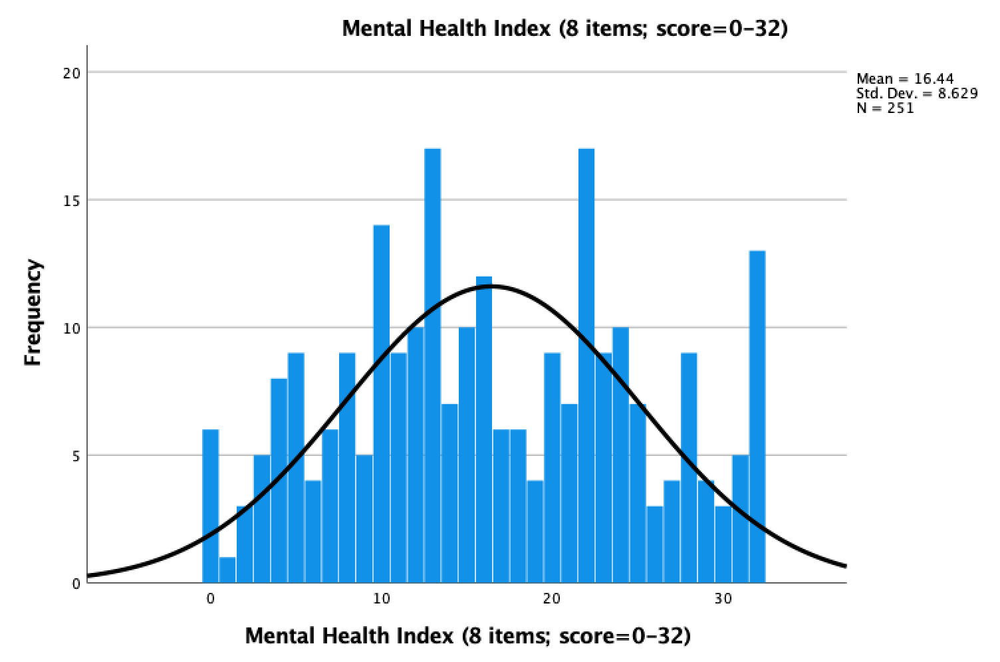 Mental Health Index (8 items; score=0–32)
Mean = 16.44
Std. Dev. = 8.629
N = 251
Frequency
20
15
10
5
0
0 10 20 30
Mental Health Index (8 items; score=0–32)